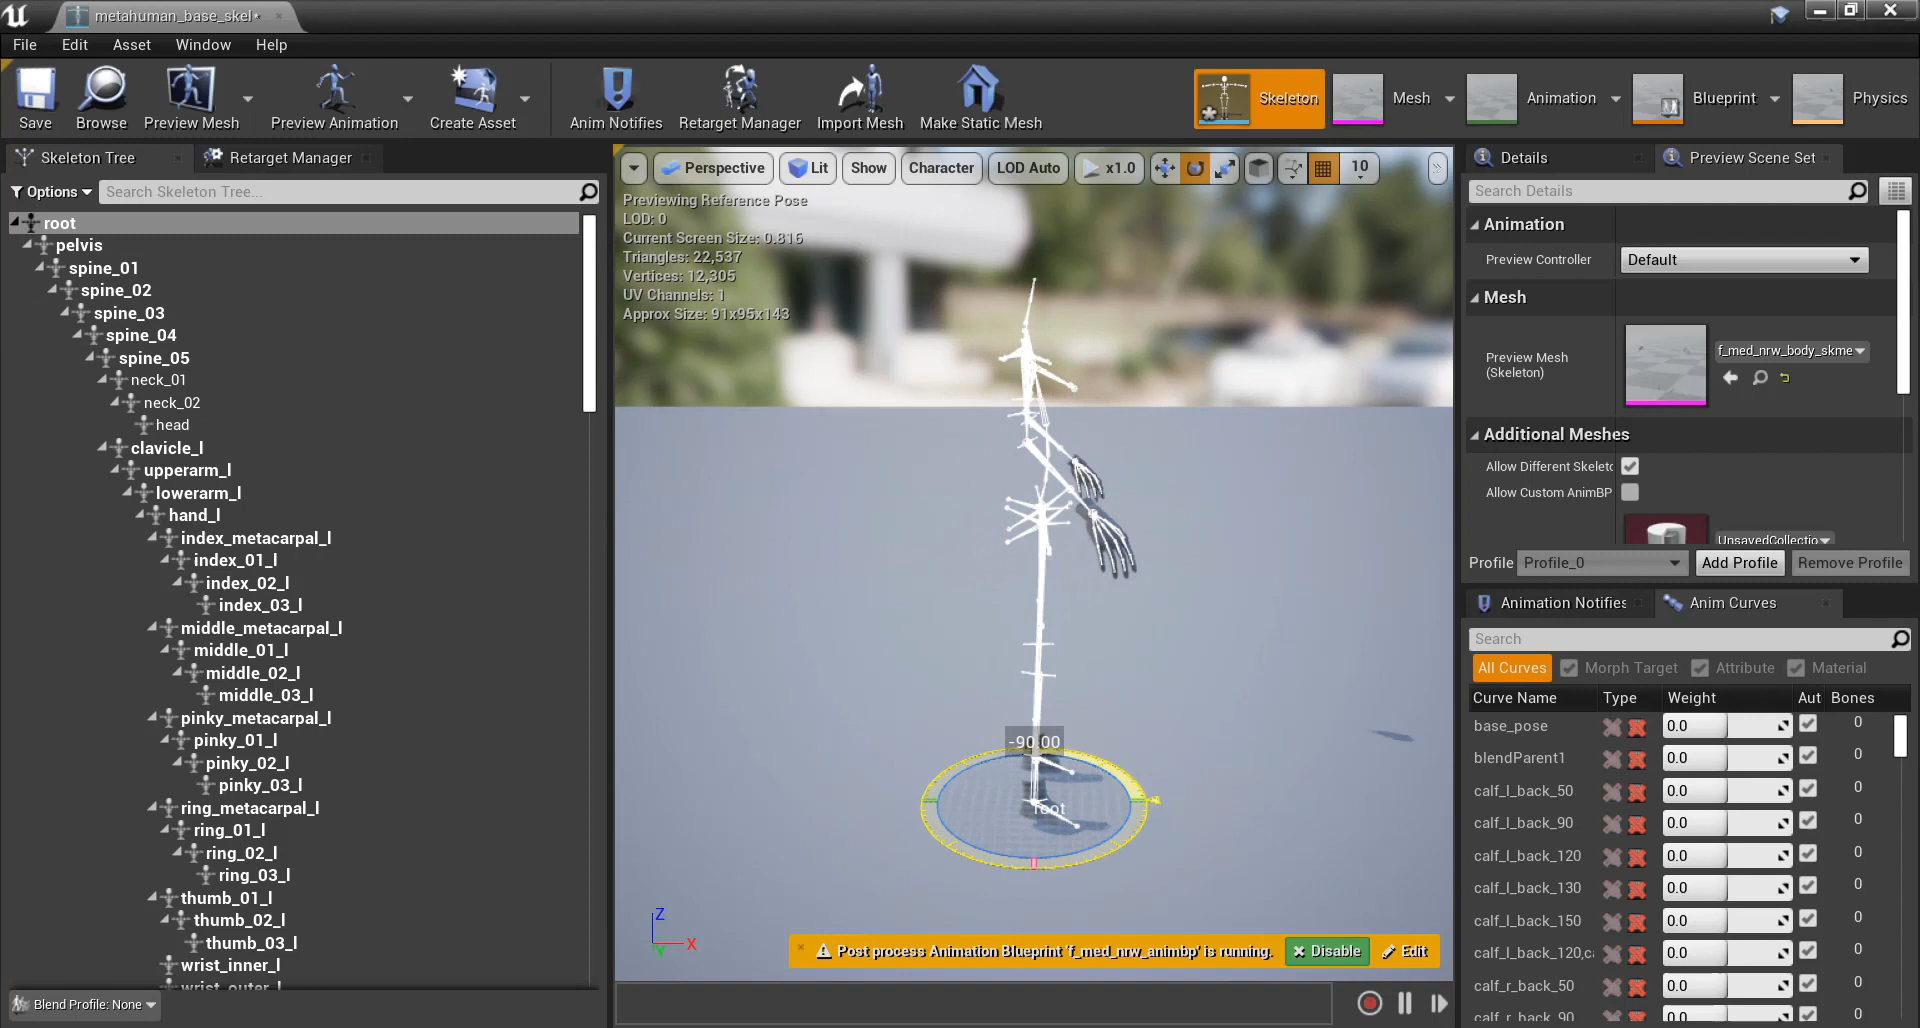 metahuman_base_skel*
File Edit Asset Window Help
Save Browse Preview Mesh Preview Animation Create Asset Anim Notifies Retarget Manager Import Mesh Make Static Mesh Skeleton Mesh Animation Blueprint Physics
Skeleton Tree Retarget Manager
Options Search Skeleton Tree...
root
pelvis
spine_01
spine_02
spine_03
spine_04
spine_05
neck_01
neck_02
head
clavicle_l
upperarm_l
lowerarm_l
hand_l
index_metacarpal_l
index_01_l
index_02_l
index_03_l
middle_metacarpal_l
middle_01_l
middle_02_l
middle_03_l
pinky_metacarpal_l
pinky_01_l
pinky_02_l
pinky_03_l
ring_metacarpal_l
ring_01_l
ring_02_l
ring_03_l
thumb_01_l
thumb_02_l
thumb_03_l
wrist_inner_l
wrist_outer_l
Blend Profile: None
Perspective Lit Show Character LOD Auto x1.0 10
Previewing Reference Pose
LOD: 0
Current Screen Size: 0.816
Triangles: 22,537
Vertices: 12,305
UV Channels: 1
Approx Size: 91x95x143
-90.00
root
Z
X
Y
Post process Animation Blueprint 'f_med_nrw_animbp' is running. Disable Edit
Details Preview Scene Set
Search Details
Animation
Preview Controller Default
Mesh
Preview Mesh
(Skeleton)
f_med_nrw_body_skme
Additional Meshes
Allow Different Skeletc
Allow Custom AnimBP
UnsavedCollectio
Profile Profile_0 Add Profile Remove Profile
Animation Notifies Anim Curves
Search
All Curves Morph Target Attribute Material
Curve Name Type Weight Aut Bones
base_pose 0.0 0
blendParent1 0.0 0
calf_l_back_50 0.0 0
calf_l_back_90 0.0 0
calf_l_back_120 0.0 0
calf_l_back_130 0.0 0
calf_l_back_150 0.0 0
calf_l_back_120,ca 0.0 0
calf_r_back_50 0.0 0
calf_r_back_90 0.0 0